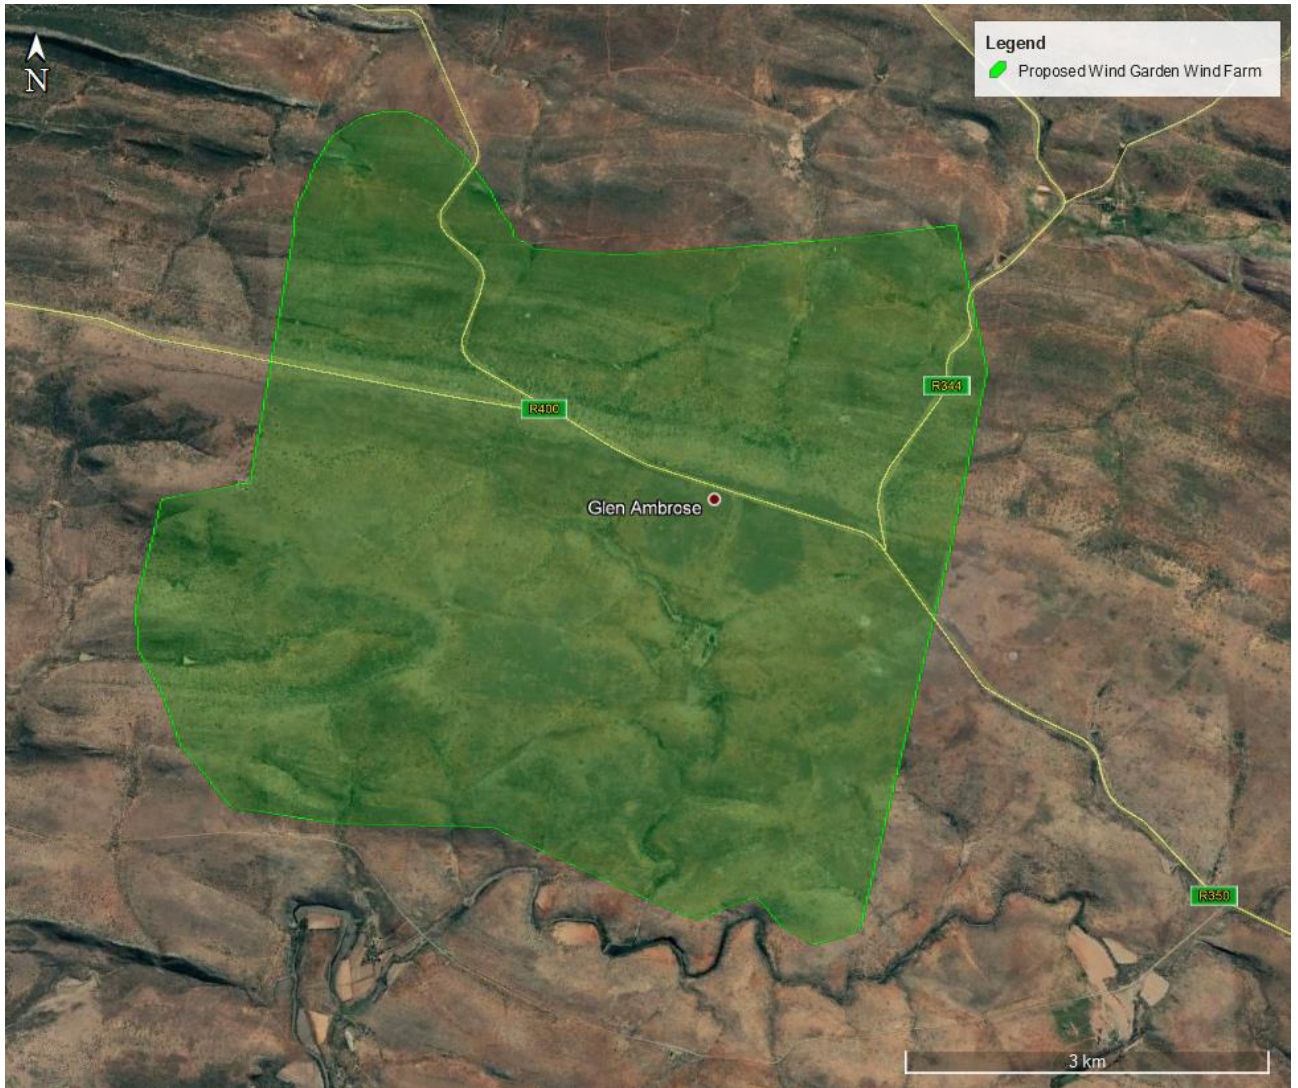 N
Legend
Proposed Wind Garden Wind Farm
R344
R400
Glen Ambrose
R350
3 km